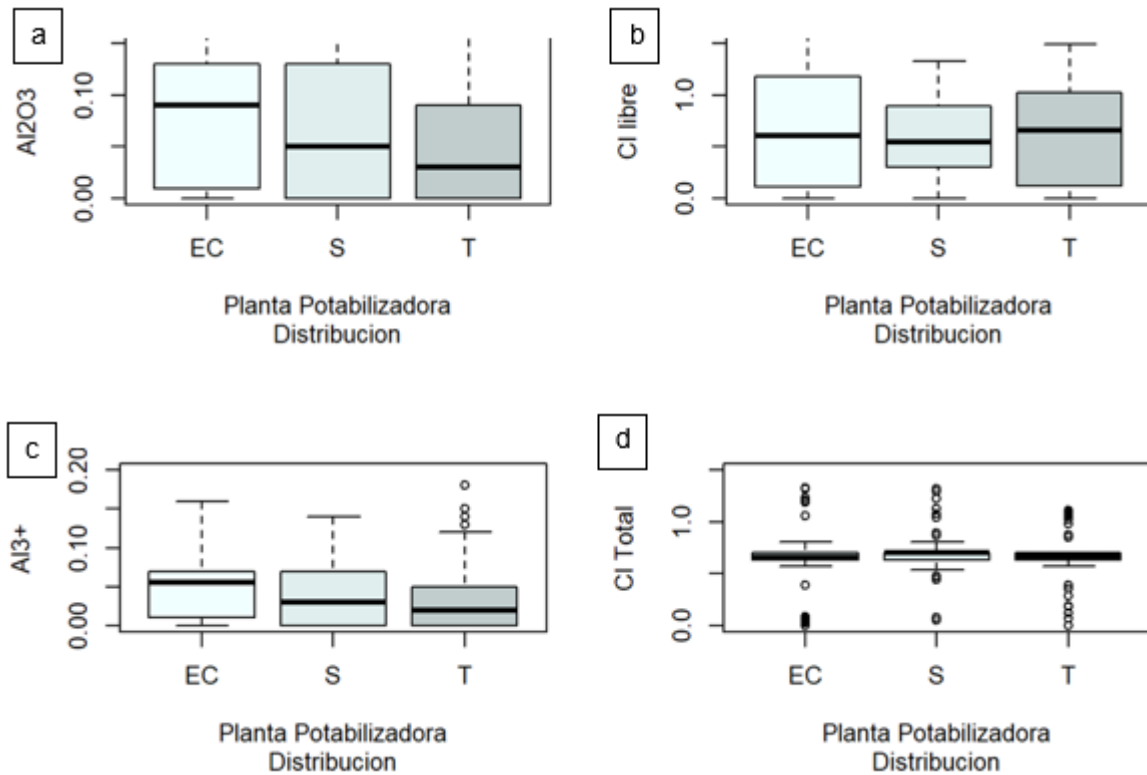 a
Al2O3
0.10
0.00
EC S T
Planta Potabilizadora
Distribucion
b
Cl libre
1.0
0.0
EC S T
Planta Potabilizadora
Distribucion
c
Al3+
0.20
0.10
0.00
EC S T
Planta Potabilizadora
Distribucion
d
Cl Total
1.0
0.0
EC S T
Planta Potabilizadora
Distribucion